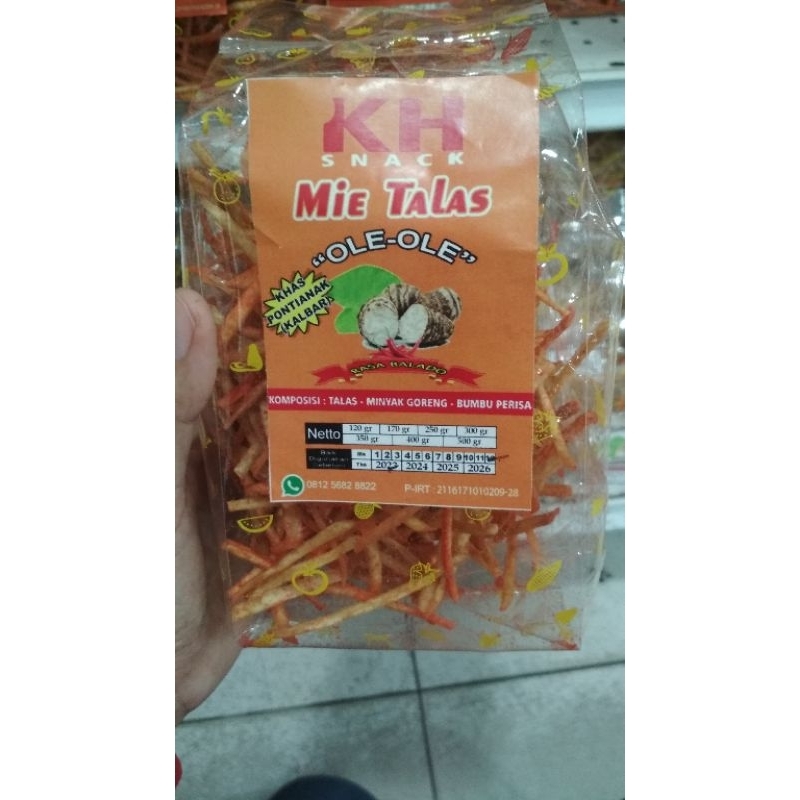 KH
SNACK
Mie Talas
"OLE-OLE"
KHAS
PONTIANAK
(KALBAR)
RASA BALADO
KOMPOSISI : TALAS - MINYAK GORENG - BUMBU PERISA
Netto 120 gr 170 gr 250 gr 300 gr
350 gr 400 gr 500 gr
1 2 3 4 5 6 7 8 9 10 11
2023 2024 2025 2026
0812 5682 8822 P-IRT : 2116171010209-28